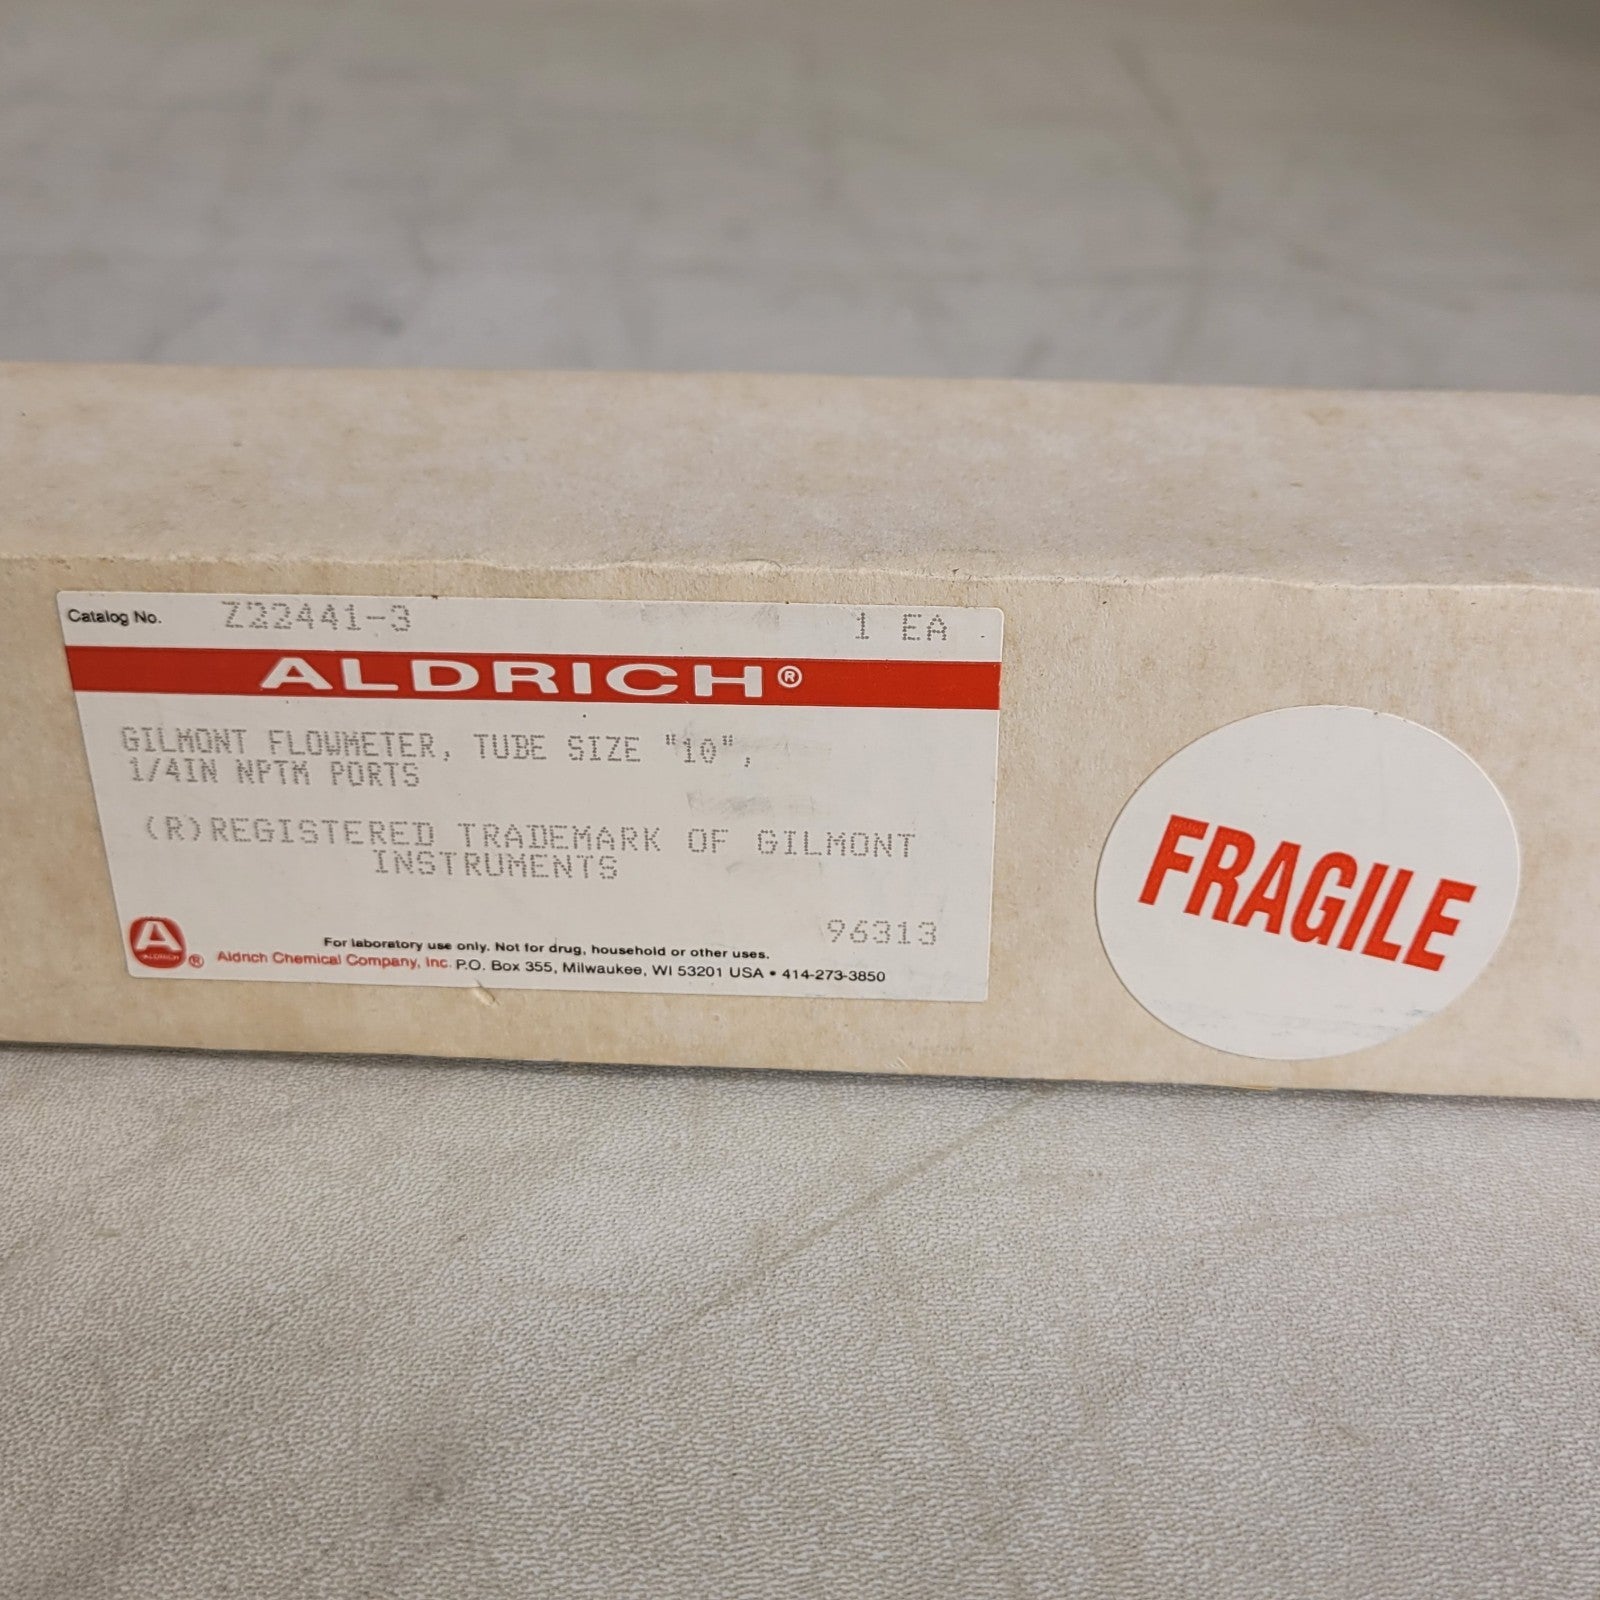 Catalog No. Z22441-3 1 EA
ALDRICH®
GILMONT FLOWMETER, TUBE SIZE "10",
1/4IN NPTM PORTS
(R)REGISTERED TRADEMARK OF GILMONT
INSTRUMENTS
96313
For laboratory use only. Not for drug, household or other uses.
A
ALDRICH
® Aldrich Chemical Company, Inc. P.O. Box 355, Milwaukee, WI 53201 USA • 414-273-3850
FRAGILE